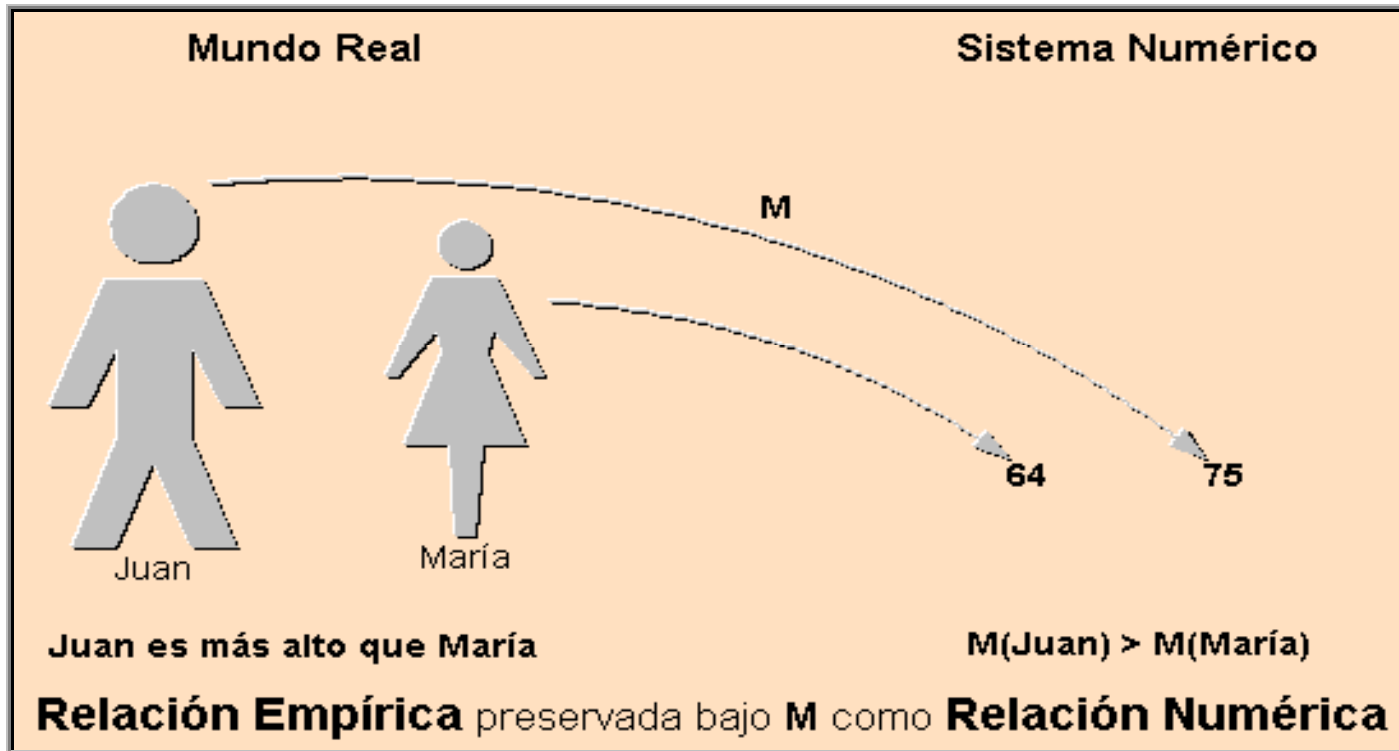 Mundo Real
Sistema Numérico
M
64
75
Juan
María
Juan es más alto que María
M(Juan) > M(María)
Relación Empírica preservada bajo M como Relación Numérica